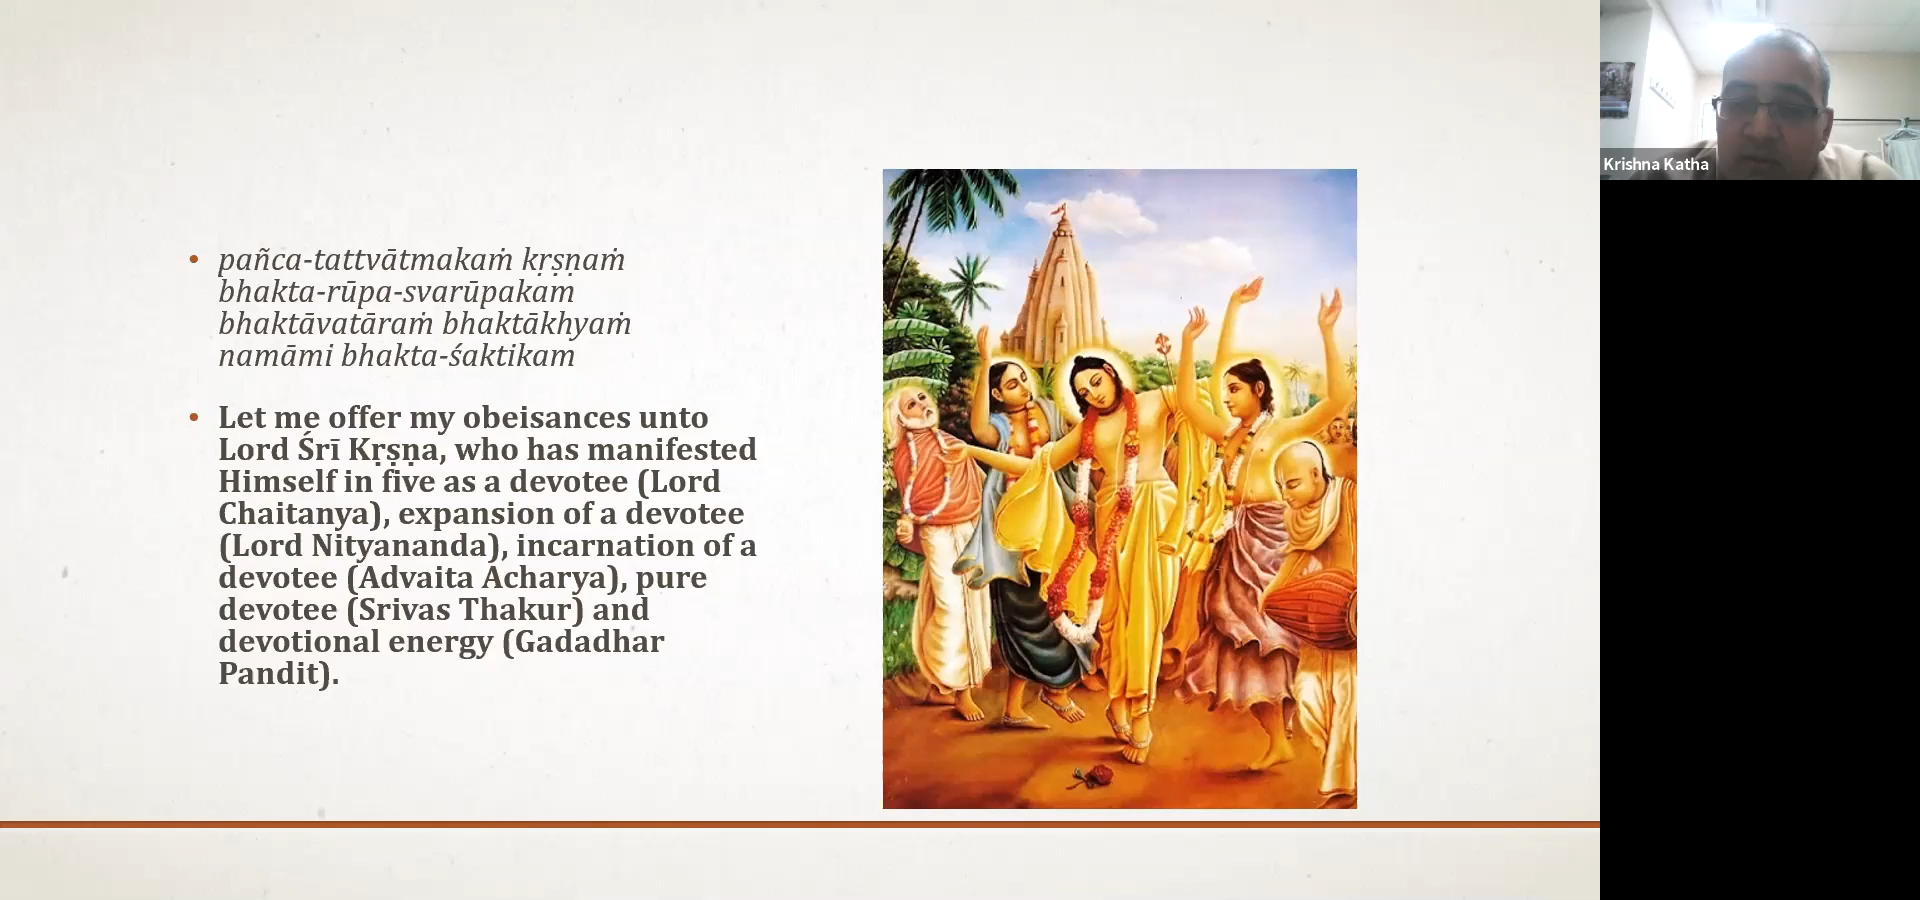 pañca-tattvātmakaṁ kṛṣṇaṁ
bhakta-rūpa-svarūpakam
bhaktāvatāraṁ bhaktākhyaṁ
namāmi bhakta-śaktikam
Let me offer my obeisances unto
Lord Śrī Kṛṣṇa, who has manifested
Himself in five as a devotee (Lord
Chaitanya), expansion of a devotee
(Lord Nityananda), incarnation of a
devotee (Advaita Acharya), pure
devotee (Srivas Thakur) and
devotional energy (Gadadhar
Pandit).
Krishna Katha